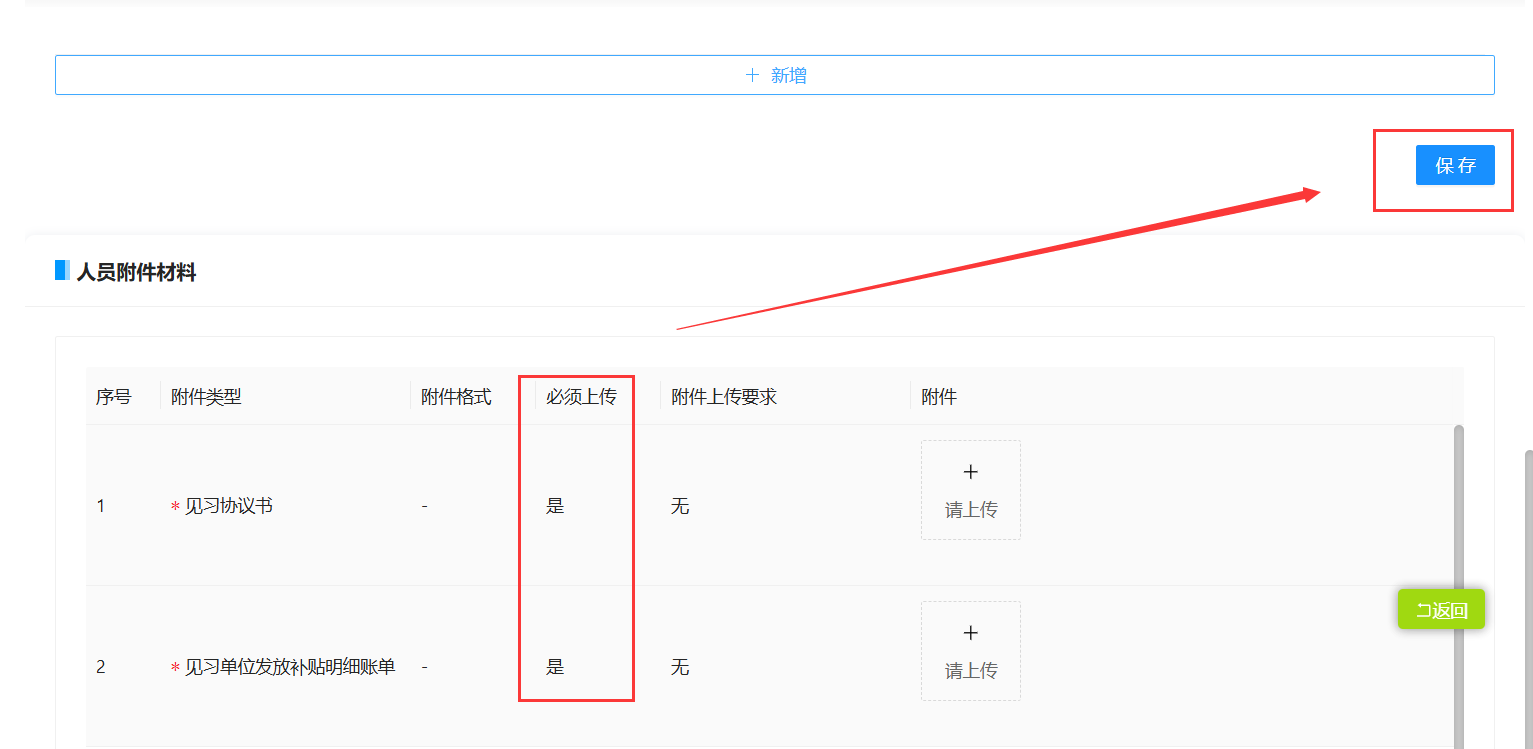 + 新增
保存
人员附件材料
序号 附件类型 附件格式 必须上传 附件上传要求 附件
+
1 * 见习协议书 - 是 无
请上传
返回
+
2 * 见习单位发放补贴明细账单 - 是 无
请上传